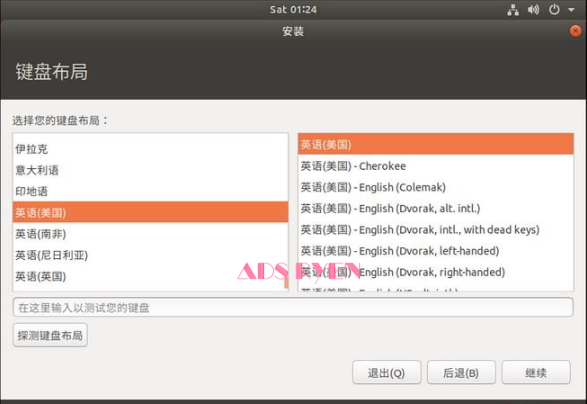 Sat 01:24
安装
键盘布局
选择您的键盘布局：
伊拉克
意大利语
印地语
英语(美国)
英语(南非)
英语(尼日利亚)
英语(英国)
英语(美国)
英语(美国) - Cherokee
英语(美国) - English (Colemak)
英语(美国) - English (Dvorak, alt. intl.)
英语(美国) - English (Dvorak, intl., with dead keys)
英语(美国) - English (Dvorak, left-handed)
英语(美国) - English (Dvorak, right-handed)
ADS BYEN
在这里输入以测试您的键盘
探测键盘布局
退出(Q)
后退(B)
继续